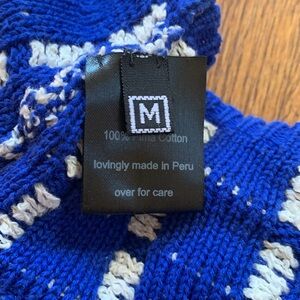 M
100% Pima Cotton
lovingly made in Peru
over for care